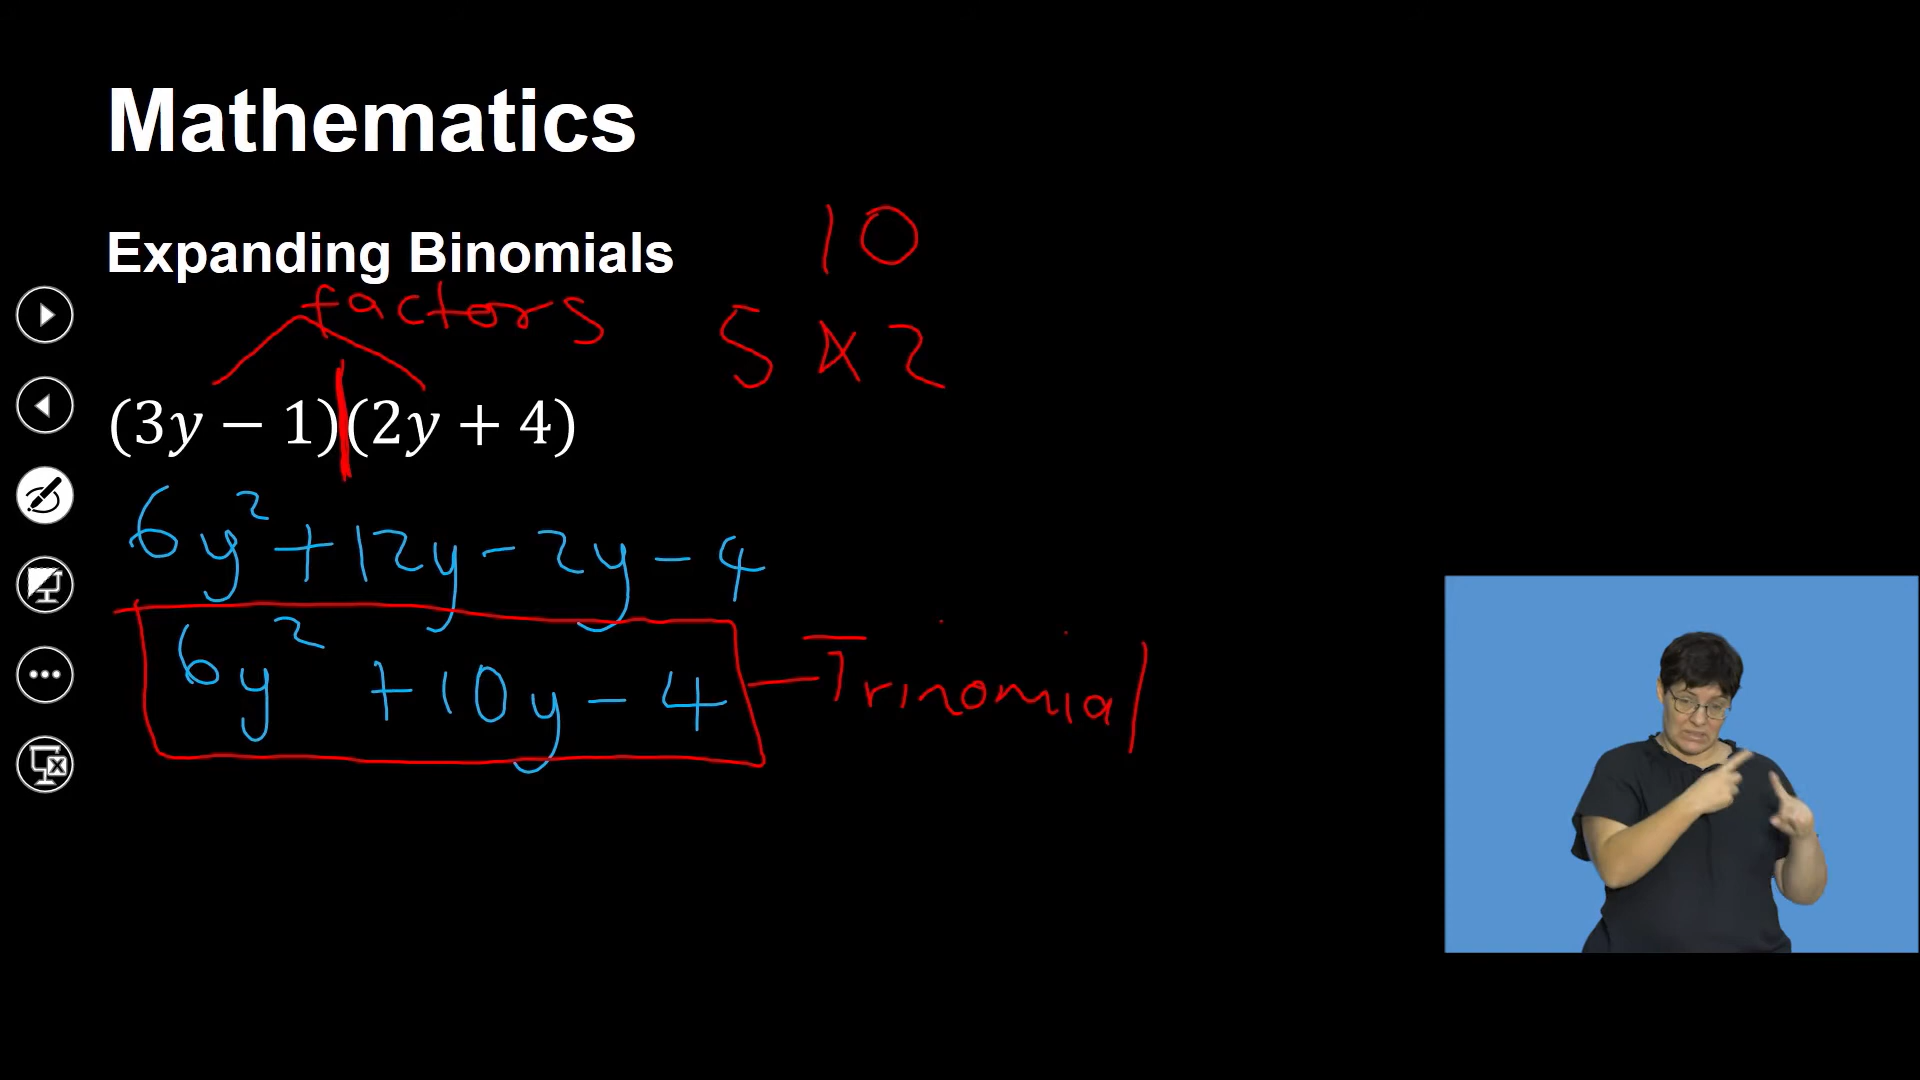 Mathematics
Expanding Binomials
10
factors
5 × 2
(3y − 1)(2y + 4)
6y² + 12y − 2y − 4
6y² + 10y − 4 — Trinomial